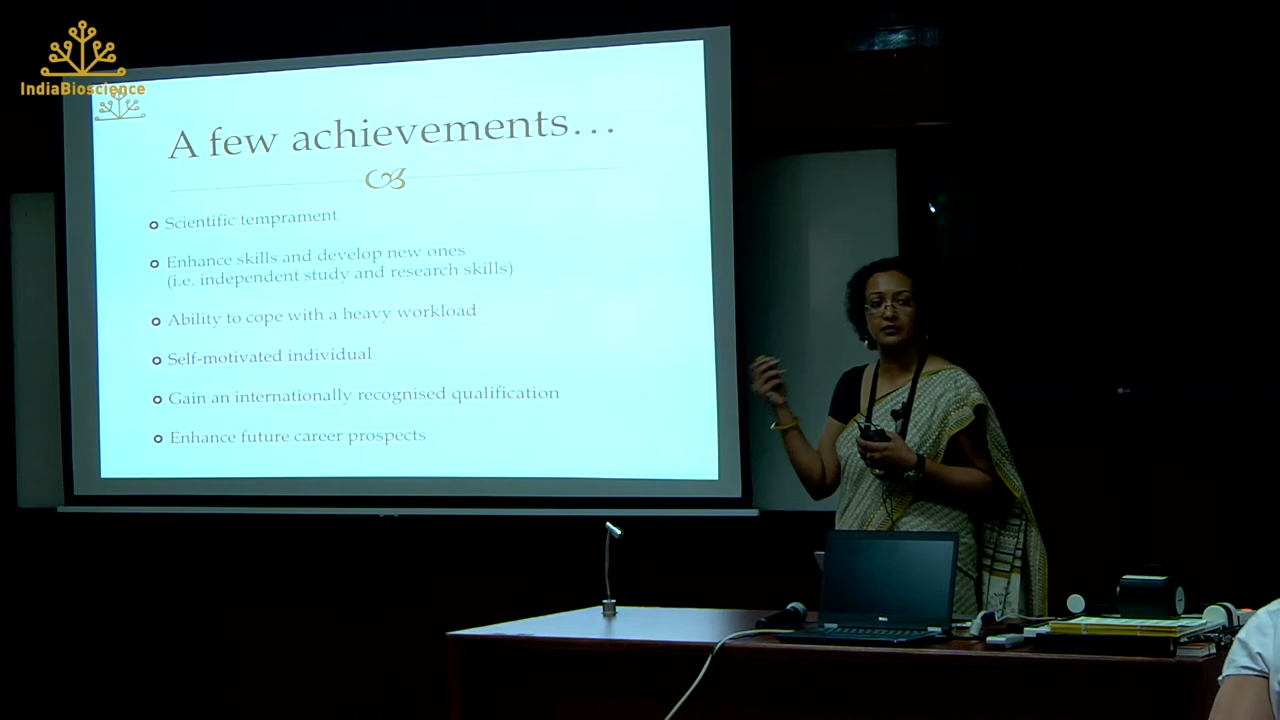 IndiaBioscience
A few achievements...
Scientific temprament
Enhance skills and develop new ones
(i.e. independent study and research skills)
Ability to cope with a heavy workload
Self-motivated individual
Gain an internationally recognised qualification
Enhance future career prospects